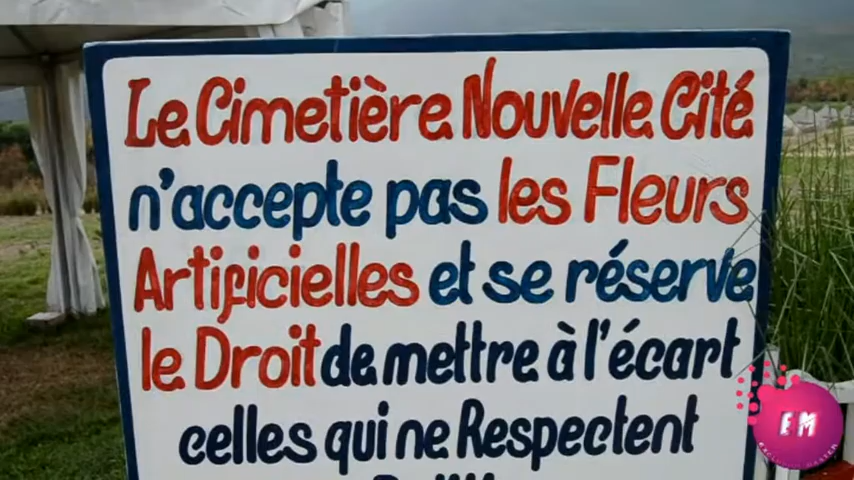 Le Cimetière Nouvelle Cité
n'accepte pas les Fleurs
Artificielles et se réserve
le Droit de mettre à l'écart
celles qui ne Respectent
EM